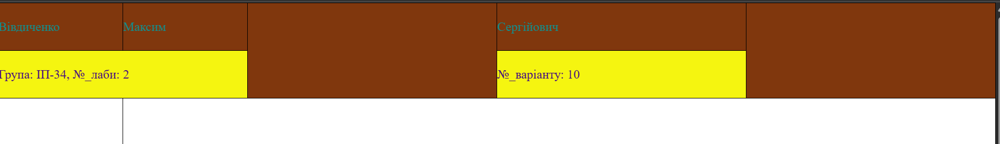 Вівдиченко Максим Сергійович
Група: ІП-34, №_лаби: 2 №_варіанту: 10